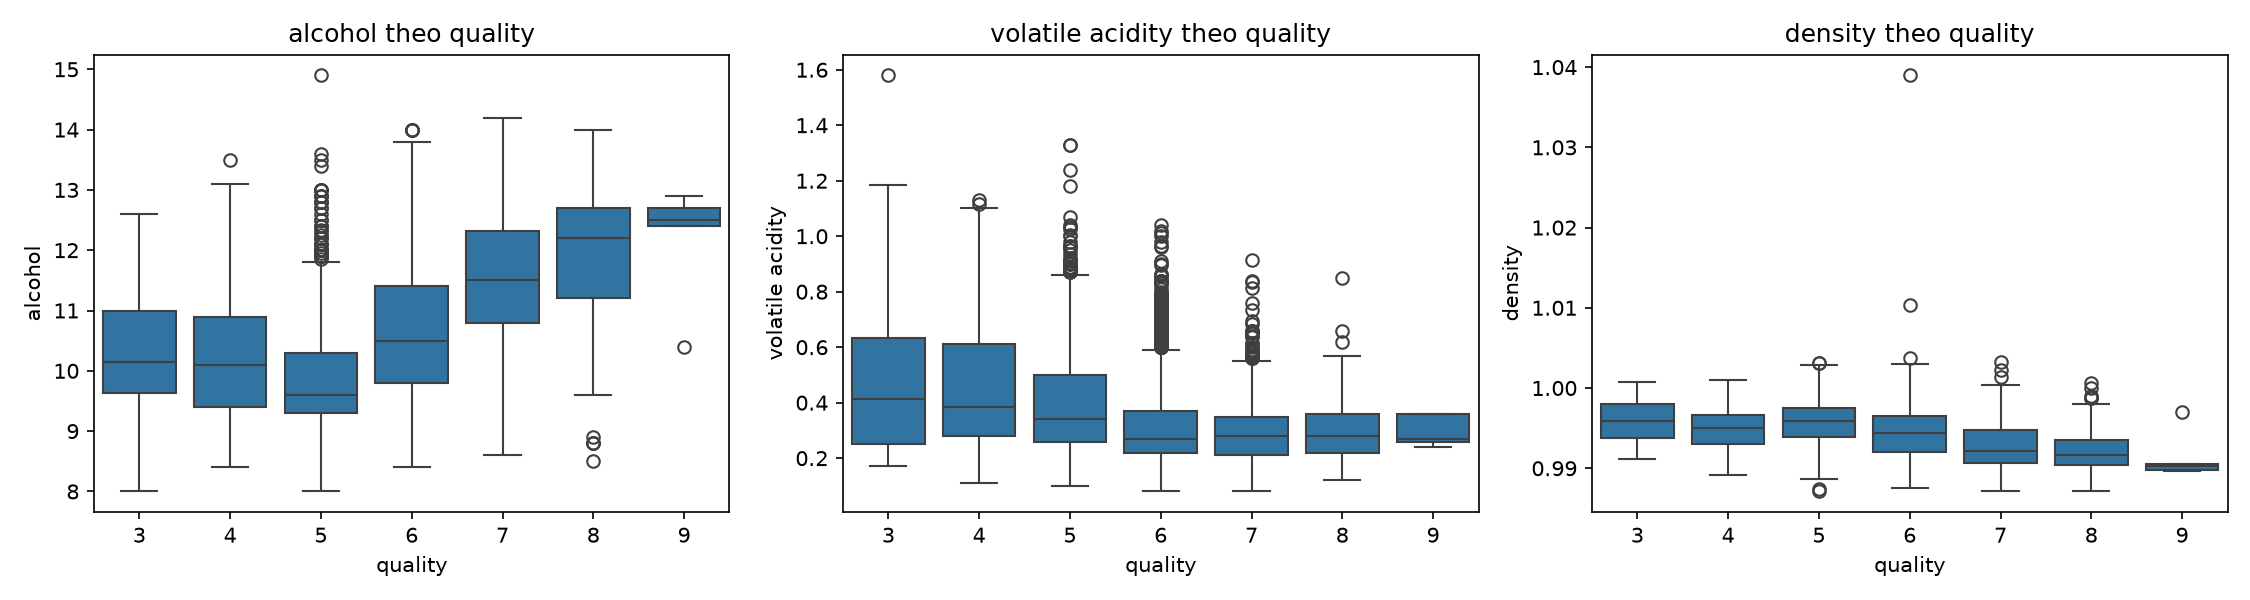 alcohol theo quality
alcohol
15
14
13
12
11
10
9
8
3 4 5 6 7 8 9
quality
volatile acidity theo quality
volatile acidity
1.6
1.4
1.2
1.0
0.8
0.6
0.4
0.2
3 4 5 6 7 8 9
quality
density theo quality
density
1.04
1.03
1.02
1.01
1.00
0.99
3 4 5 6 7 8 9
quality